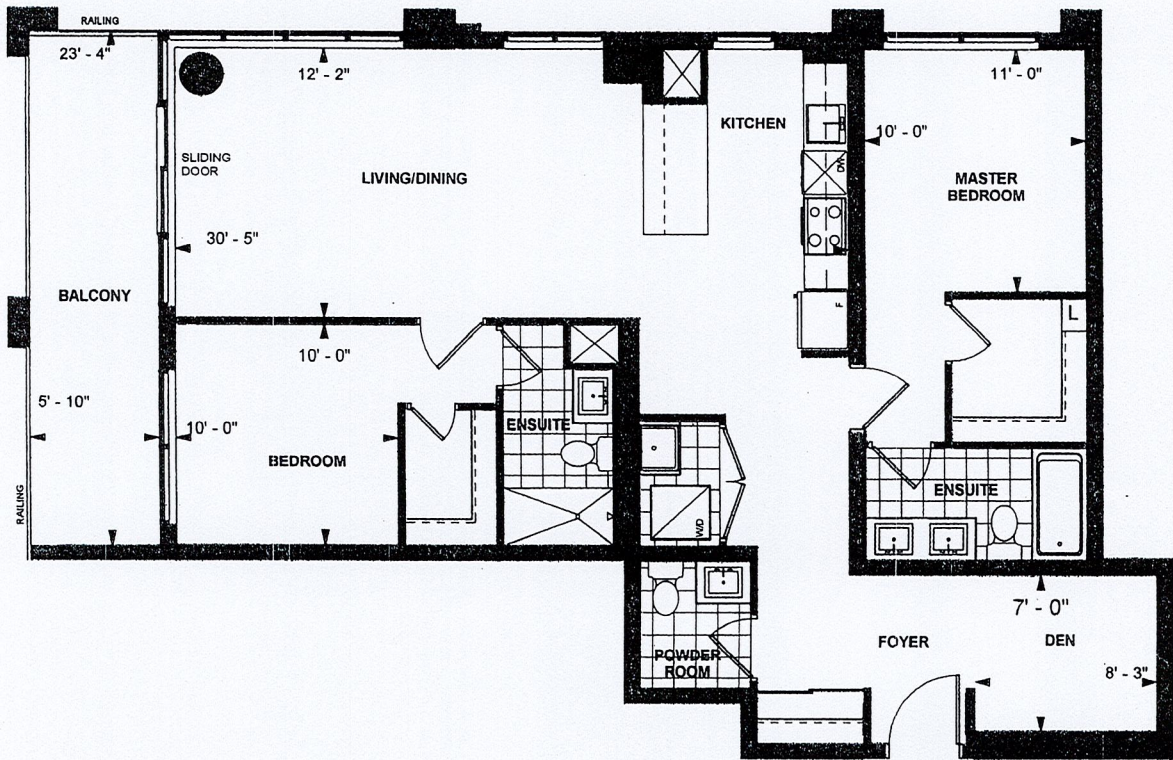 RAILING
23' - 4"
12' - 2"
11' - 0"
KITCHEN
10' - 0"
SLIDING
DOOR
DW
LIVING/DINING
MASTER
BEDROOM
30' - 5"
BALCONY
F
L
10' - 0"
5' - 10"
10' - 0"
ENSUITE
BEDROOM
ENSUITE
RAILING
W/D
7' - 0"
FOYER
DEN
POWDER
ROOM
8' - 3"